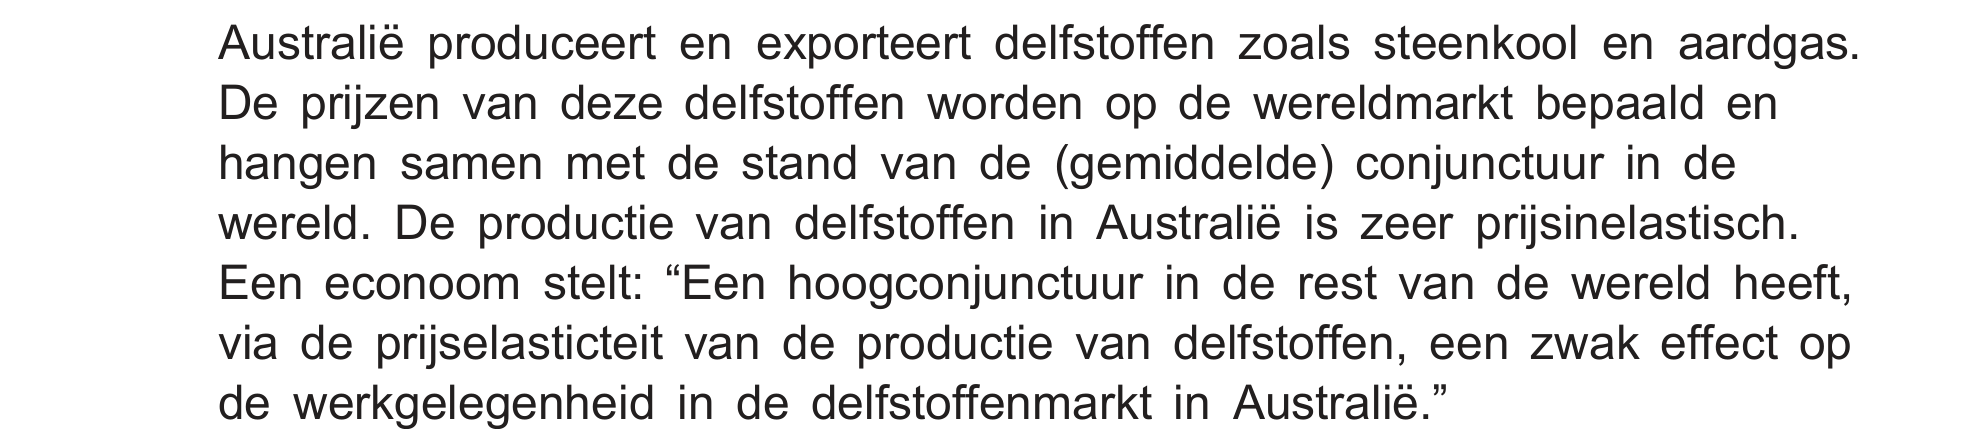 Australië produceert en exporteert delfstoffen zoals steenkool en aardgas.
De prijzen van deze delfstoffen worden op de wereldmarkt bepaald en
hangen samen met de stand van de (gemiddelde) conjunctuur in de
wereld. De productie van delfstoffen in Australië is zeer prijsinelastisch.
Een econoom stelt: “Een hoogconjunctuur in de rest van de wereld heeft,
via de prijselasticteit van de productie van delfstoffen, een zwak effect op
de werkgelegenheid in de delfstoffenmarkt in Australië.”